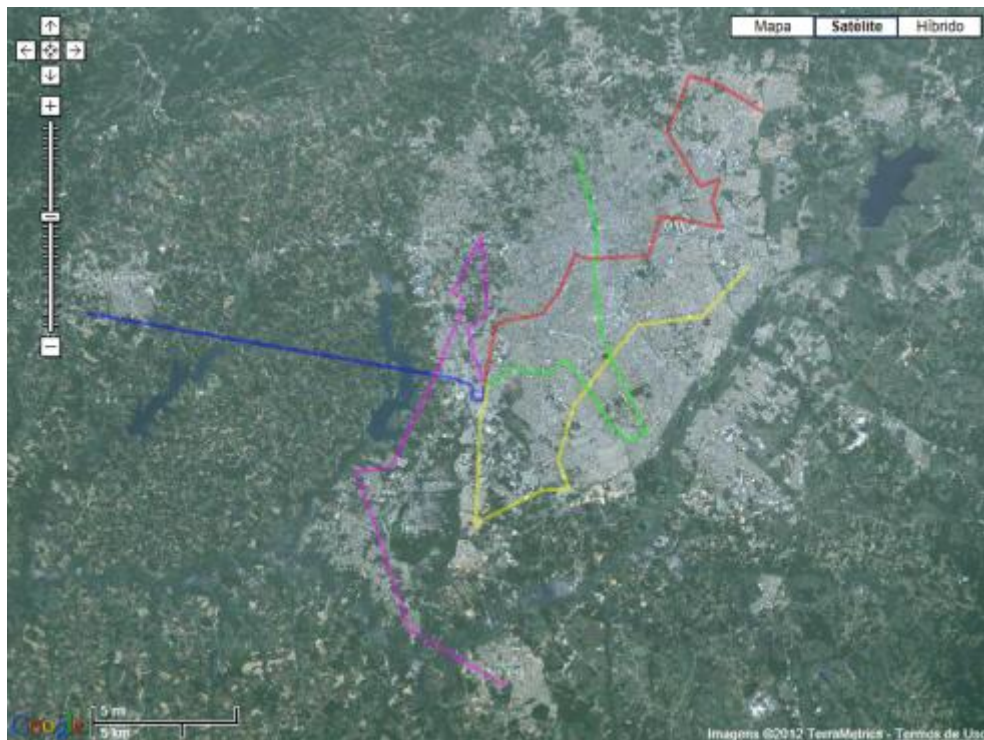 Mapa Satélite Híbrido
5 mi
5 km
Google
Imagens ©2012 TerraMetrics - Termos de Uso